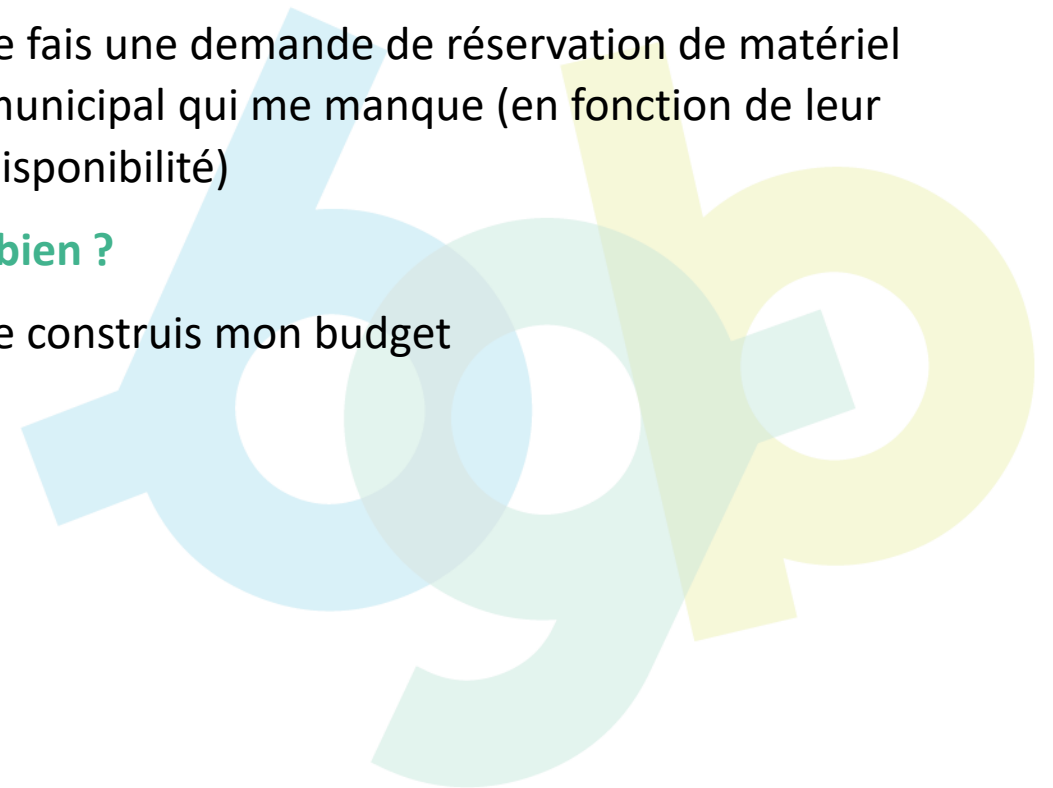 e fais une demande de réservation de matériel
municipal qui me manque (en fonction de leur
isponibilité)
bien ?
e construis mon budget